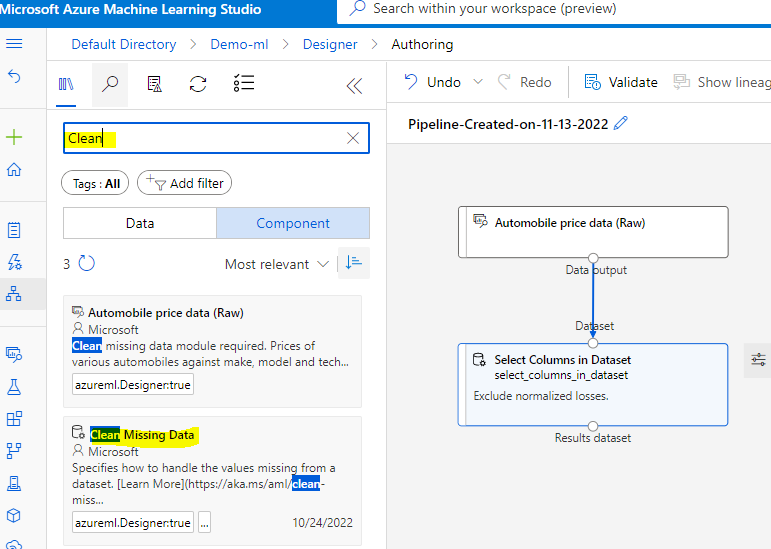 Microsoft Azure Machine Learning Studio
Search within your workspace (preview)
Default Directory > Demo-ml > Designer > Authoring
Undo
Redo
Validate
Show lineag
Clean
Pipeline-Created-on-11-13-2022
Tags : All
Add filter
Data
Component
3
Most relevant
Automobile price data (Raw)
Microsoft
Clean missing data module required. Prices of
various automobiles against make, model and tech...
azureml.Designer:true
Clean Missing Data
Microsoft
Specifies how to handle the values missing from a
dataset. [Learn More](https://aka.ms/aml/clean-
miss...
azureml.Designer:true
...
10/24/2022
Automobile price data (Raw)
Data output
Dataset
Select Columns in Dataset
select_columns_in_dataset
Exclude normalized losses.
Results dataset